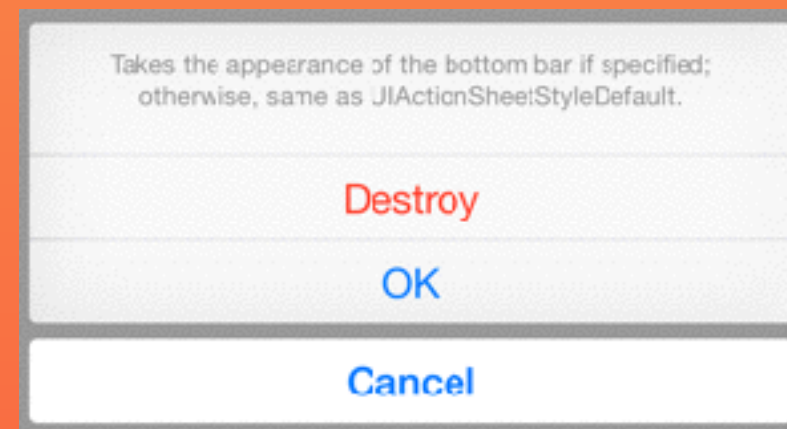 Takes the appearance of the bottom bar if specified;
otherwise, same as UIActionSheetStyleDefault.
Destroy
OK
Cancel